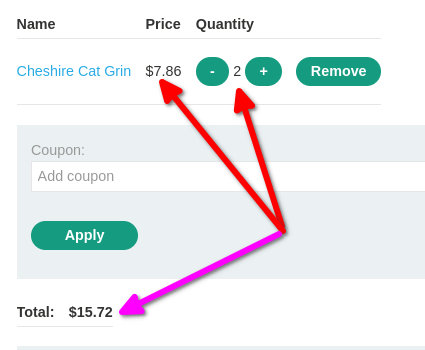 Name Price Quantity
Cheshire Cat Grin $7.86 - 2 + Remove
Coupon:
Add coupon
Apply
Total: $15.72